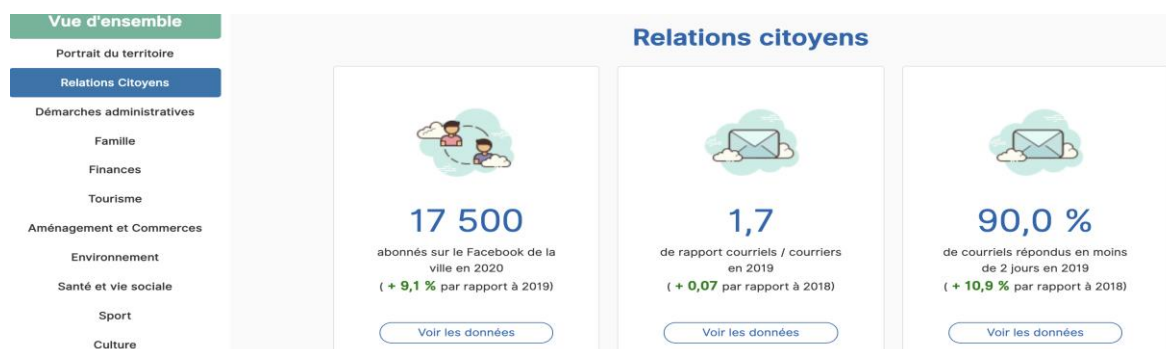 Vue d'ensemble
Portrait du territoire
Relations Citoyens
Démarches administratives
Famille
Finances
Tourisme
Aménagement et Commerces
Environnement
Santé et vie sociale
Sport
Culture
Relations citoyens
17 500
abonnés sur le Facebook de la
ville en 2020
( + 9,1 % par rapport à 2019)
Voir les données
1,7
de rapport courriels / courriers
en 2019
( + 0,07 par rapport à 2018)
Voir les données
90,0 %
de courriels répondus en moins
de 2 jours en 2019
( + 10,9 % par rapport à 2018)
Voir les données